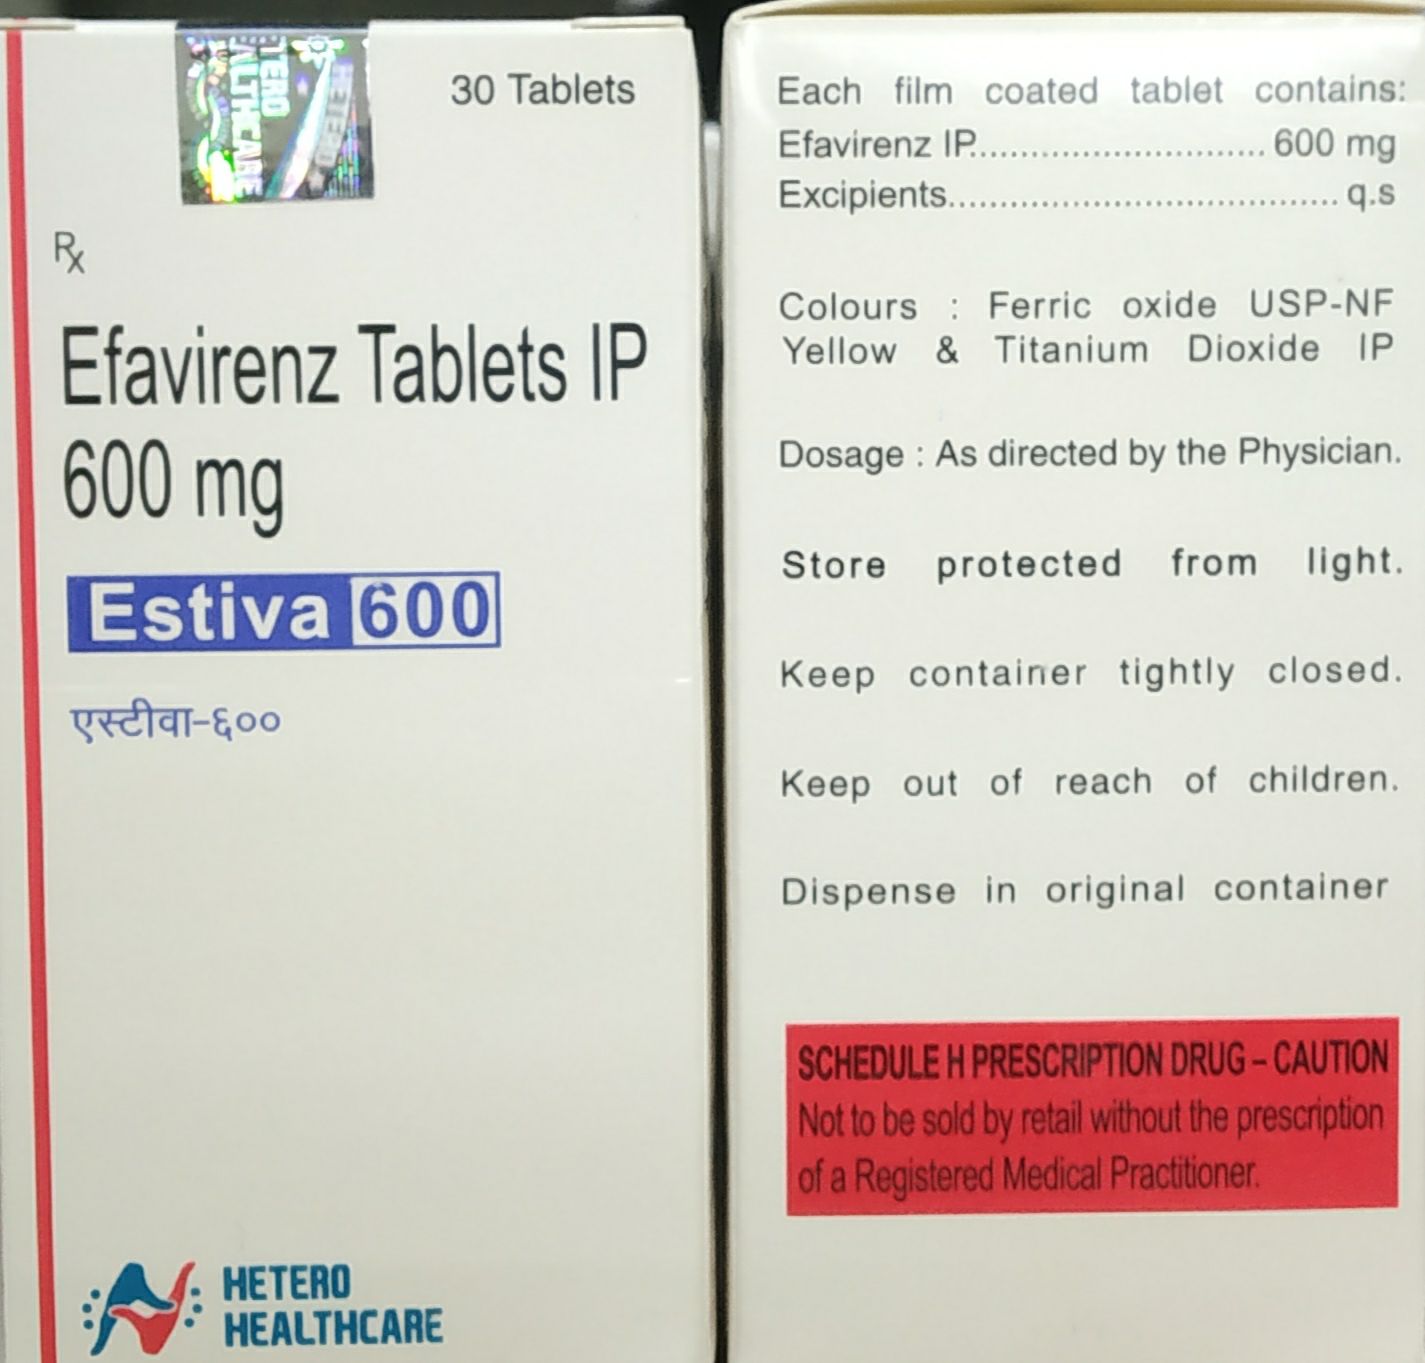 HETERO
HEALTHCARE
30 Tablets
Rx
Efavirenz Tablets IP
600 mg
Estiva 600
एस्टीवा-६००
HETERO
HEALTHCARE
Each film coated tablet contains:
Efavirenz IP............................ 600 mg
Excipients..................................... q.s
Colours : Ferric oxide USP-NF
Yellow & Titanium Dioxide IP
Dosage : As directed by the Physician.
Store protected from light.
Keep container tightly closed.
Keep out of reach of children.
Dispense in original container
SCHEDULE H PRESCRIPTION DRUG – CAUTION
Not to be sold by retail without the prescription
of a Registered Medical Practitioner.